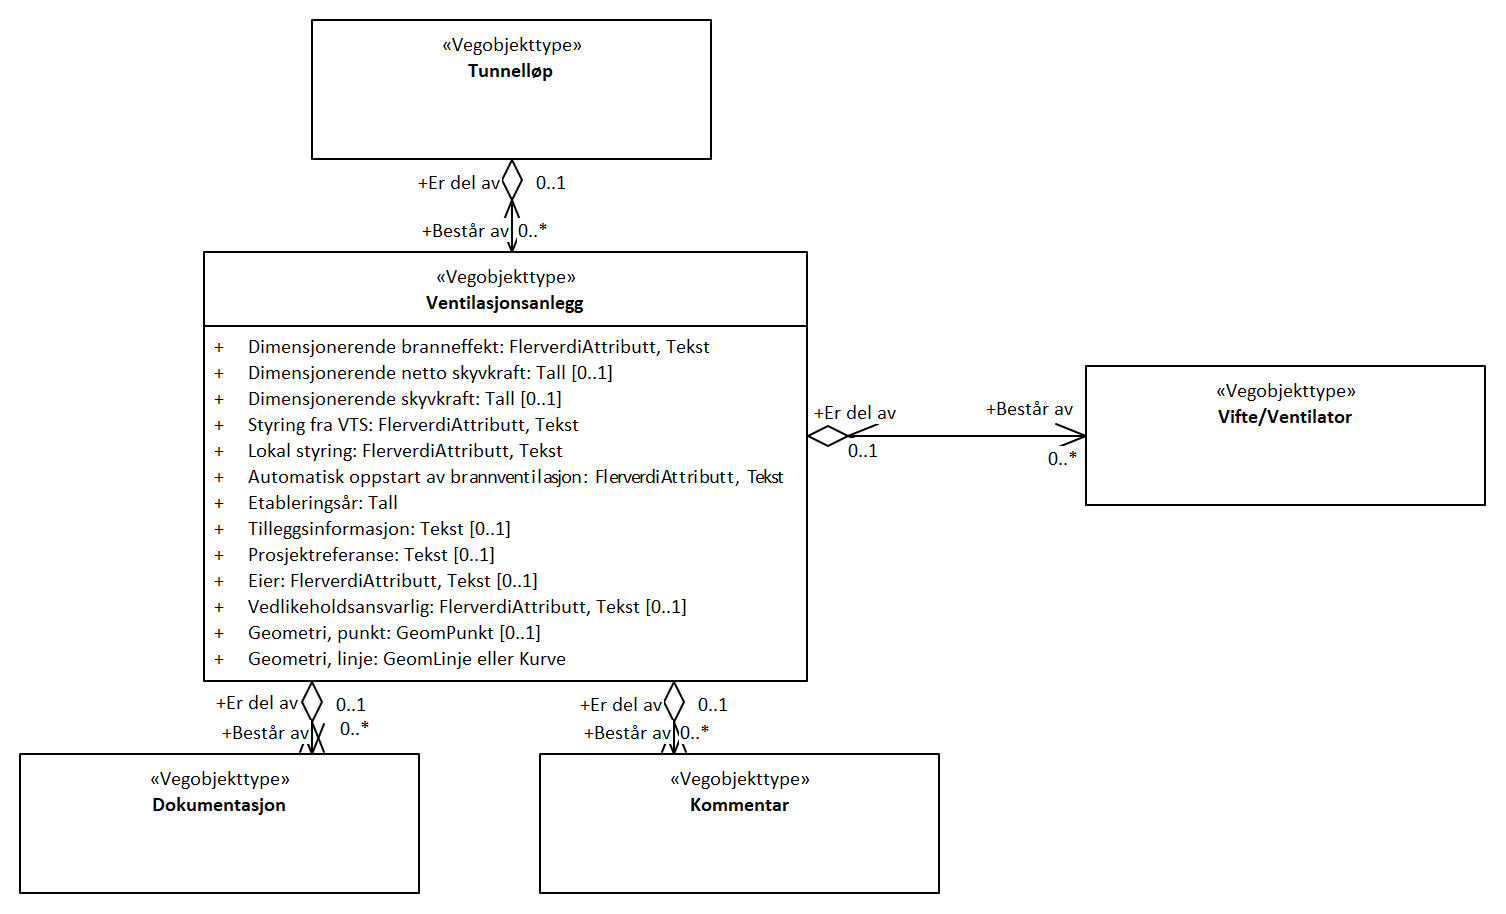 «Vegobjekttype»
Tunnelløp
+Er del av
0..1
+Består av
0..*
«Vegobjekttype»
Ventilasjonsanlegg
+ Dimensjonerende branneffekt: FlerverdiAttributt, Tekst
+ Dimensjonerende netto skyvkraft: Tall [0..1]
+ Dimensjonerende skyvkraft: Tall [0..1]
+ Styring fra VTS: FlerverdiAttributt, Tekst
+ Lokal styring: FlerverdiAttributt, Tekst
+ Automatisk oppstart av brannventilasjon: FlerverdiAttributt, Tekst
+ Etableringsår: Tall
+ Tilleggsinformasjon: Tekst [0..1]
+ Prosjektreferanse: Tekst [0..1]
+ Eier: FlerverdiAttributt, Tekst [0..1]
+ Vedlikeholdsansvarlig: FlerverdiAttributt, Tekst [0..1]
+ Geometri, punkt: GeomPunkt [0..1]
+ Geometri, linje: GeomLinje eller Kurve
+Er del av
0..1
+Består av
0..*
«Vegobjekttype»
Vifte/Ventilator
+Er del av
0..1
+Består av
0..*
«Vegobjekttype»
Dokumentasjon
+Er del av
0..1
+Består av
0..*
«Vegobjekttype»
Kommentar